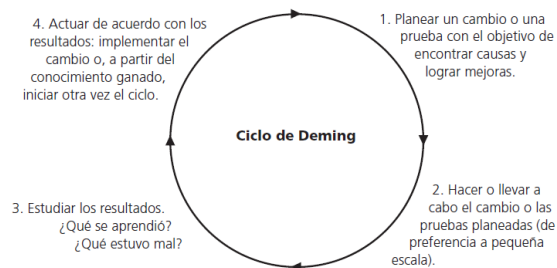 4. Actuar de acuerdo con los
resultados: implementar el
cambio o, a partir del
conocimiento ganado,
iniciar otra vez el ciclo.
1. Planear un cambio o una
prueba con el objetivo de
encontrar causas y
lograr mejoras.
Ciclo de Deming
3. Estudiar los resultados.
¿Qué se aprendió?
¿Qué estuvo mal?
2. Hacer o llevar a
cabo el cambio o las
pruebas planeadas (de
preferencia a pequeña
escala).